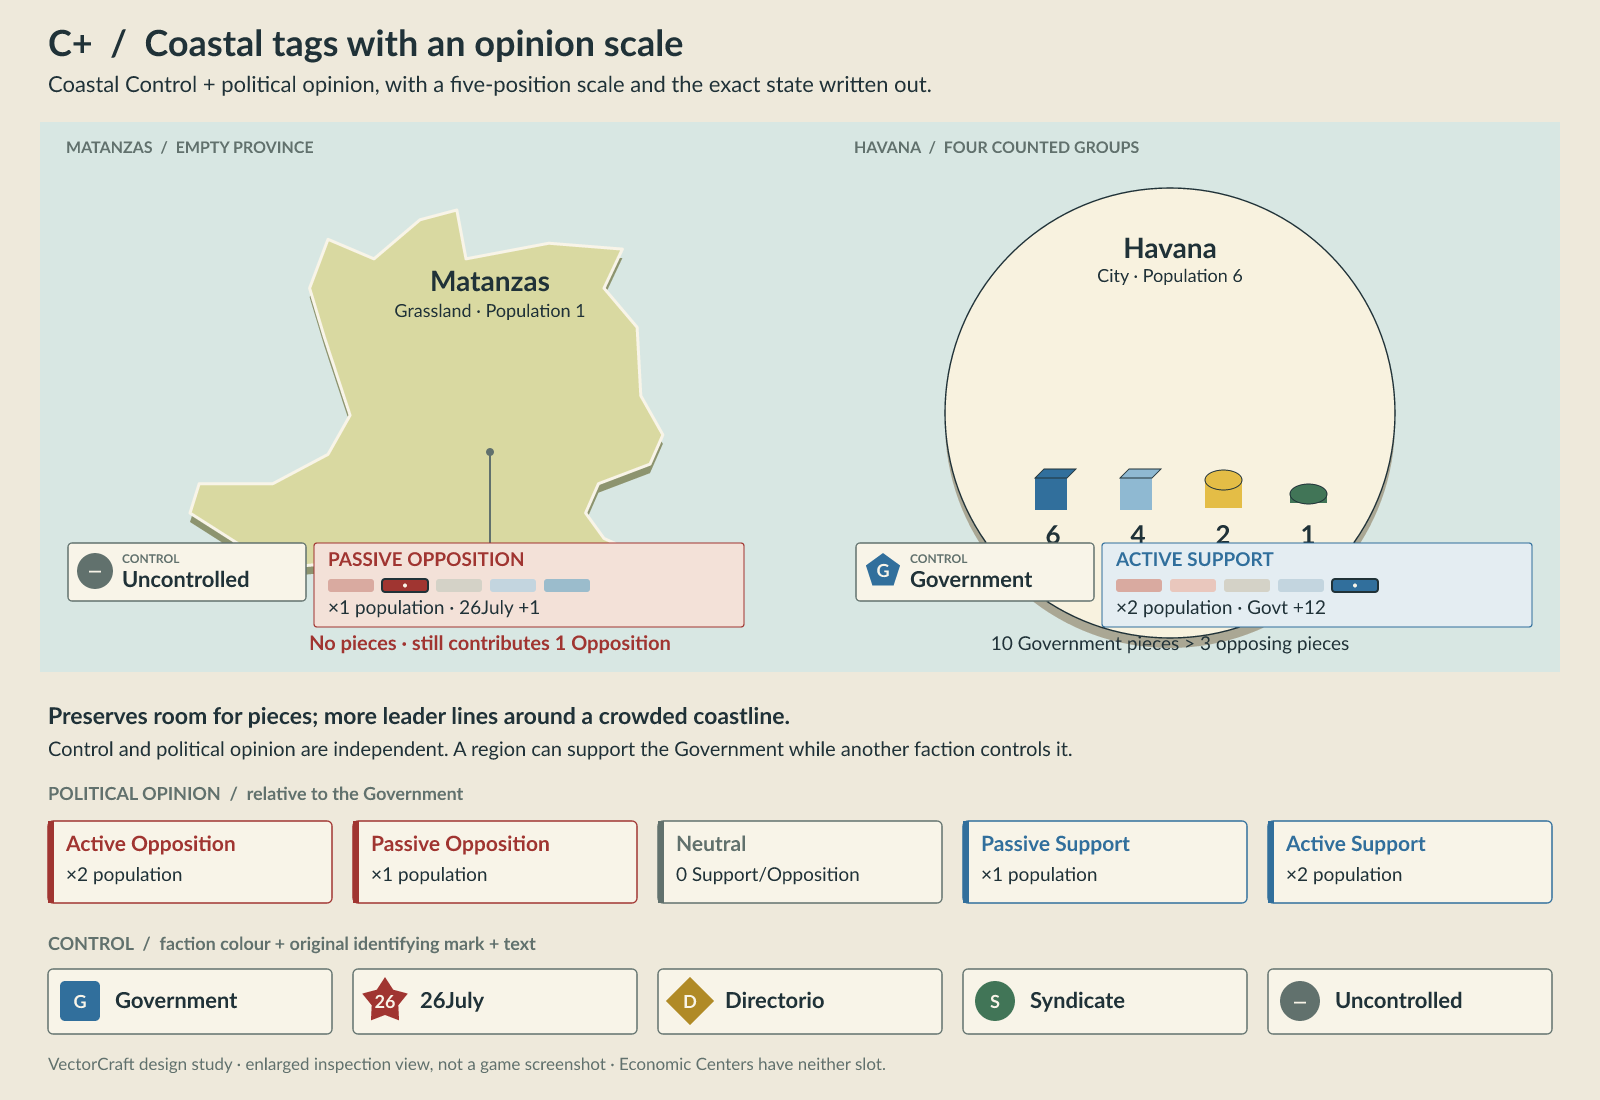 C+ / Coastal tags with an opinion scale
Coastal Control + political opinion, with a five-position scale and the exact state written out.
MATANZAS / EMPTY PROVINCE
Matanzas
Grassland · Population 1
– CONTROL
Uncontrolled
PASSIVE OPPOSITION
×1 population · 26July +1
No pieces · still contributes 1 Opposition
HAVANA / FOUR COUNTED GROUPS
Havana
City · Population 6
6 4 2 1
G CONTROL
Government
ACTIVE SUPPORT
×2 population · Govt +12
10 Government pieces > 3 opposing pieces
Preserves room for pieces; more leader lines around a crowded coastline.
Control and political opinion are independent. A region can support the Government while another faction controls it.
POLITICAL OPINION / relative to the Government
Active Opposition
×2 population
Passive Opposition
×1 population
Neutral
0 Support/Opposition
Passive Support
×1 population
Active Support
×2 population
CONTROL / faction colour + original identifying mark + text
G Government
26 26July
D Directorio
S Syndicate
– Uncontrolled
VectorCraft design study · enlarged inspection view, not a game screenshot · Economic Centers have neither slot.